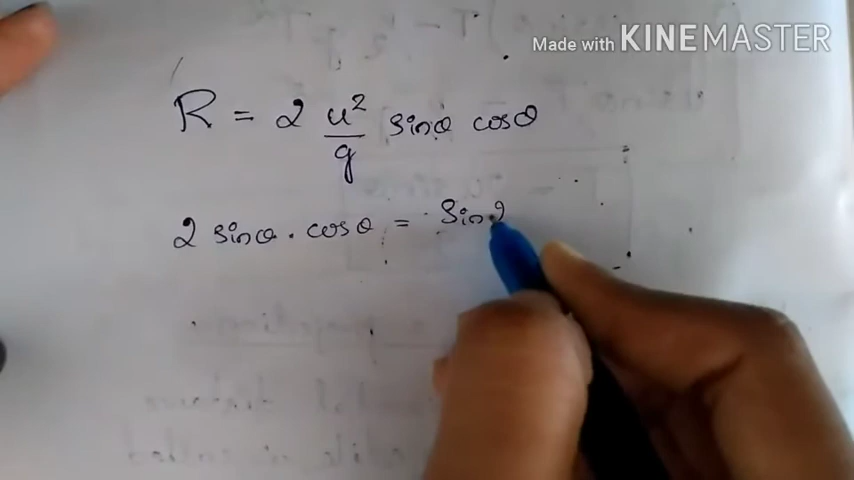 Made with KINEMASTER
R = 2 u²/g sinθ cosθ
2 sinθ . cosθ = Sin2